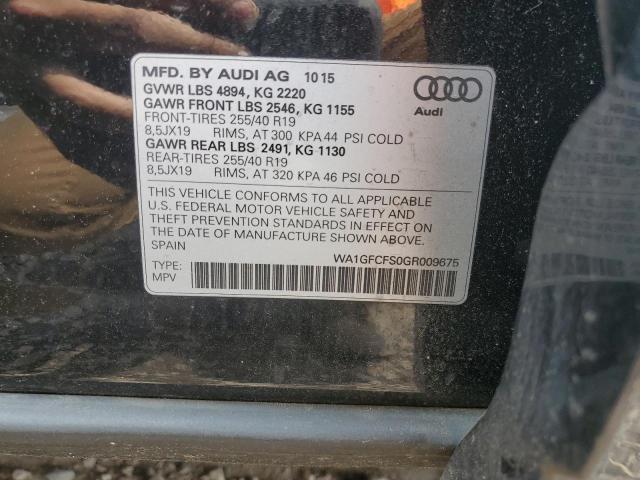 MFD. BY AUDI AG 10 15
GVWR LBS 4894, KG 2220
GAWR FRONT LBS 2546, KG 1155
FRONT-TIRES 255/40 R19
8,5JX19 RIMS, AT 300 KPA 44 PSI COLD
GAWR REAR LBS 2491, KG 1130
REAR-TIRES 255/40 R19
8,5JX19 RIMS, AT 320 KPA 46 PSI COLD
Audi
THIS VEHICLE CONFORMS TO ALL APPLICABLE
U.S. FEDERAL MOTOR VEHICLE SAFETY AND
THEFT PREVENTION STANDARDS IN EFFECT ON
THE DATE OF MANUFACTURE SHOWN ABOVE.
SPAIN
WA1GFCFS0GR009675
TYPE:
MPV